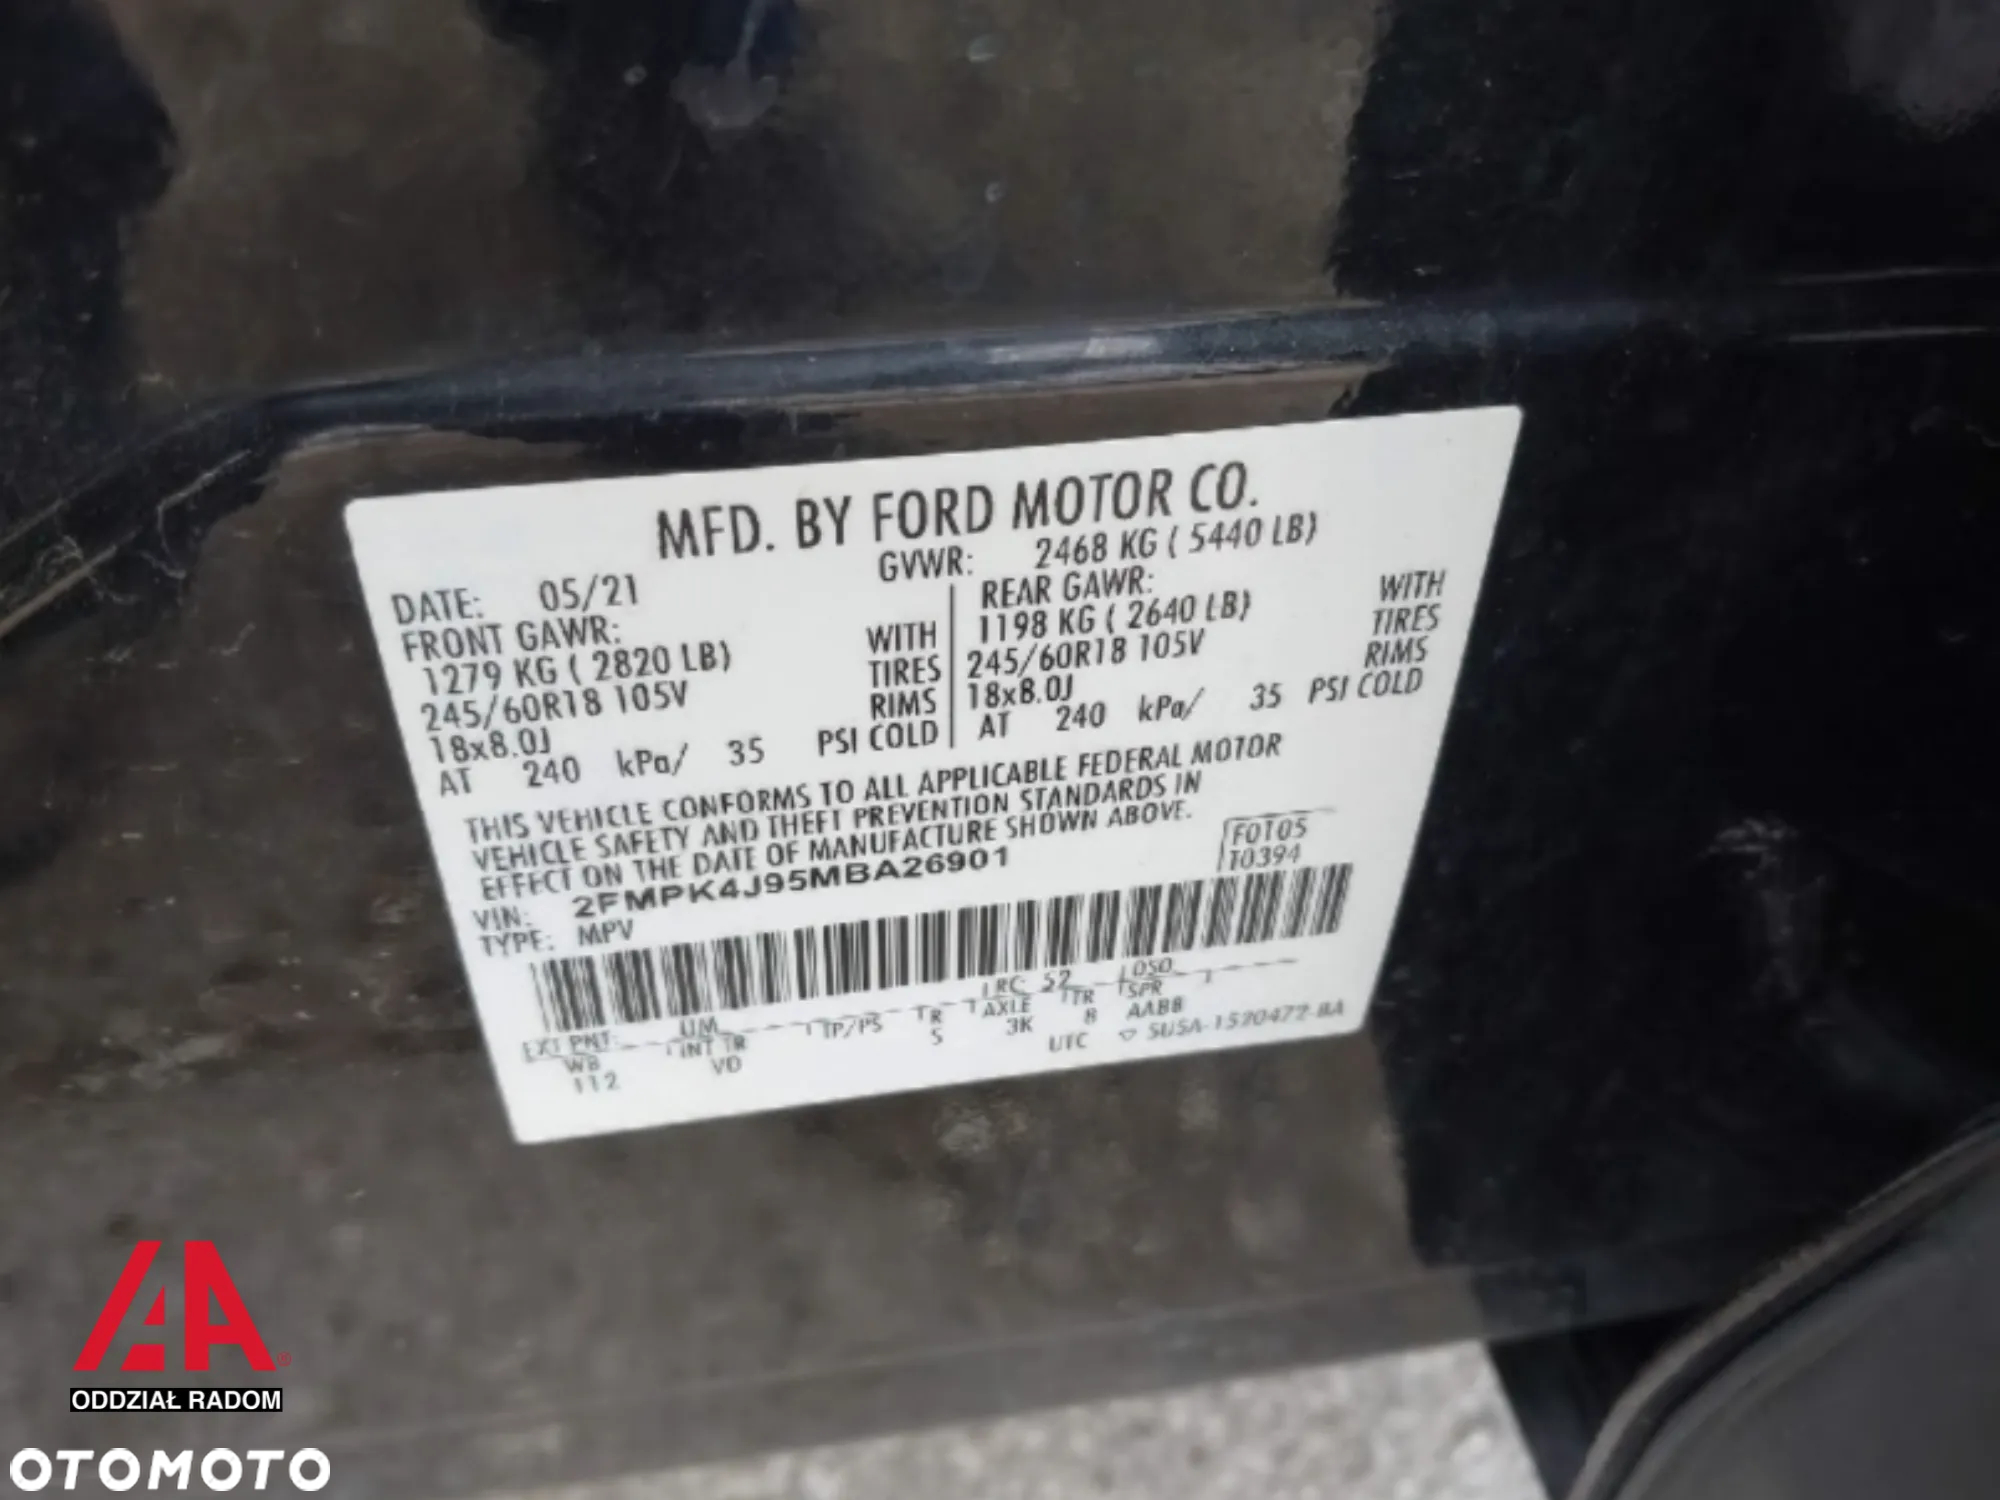 MFD. BY FORD MOTOR CO.
DATE: 05/21 GVWR: 2468 KG ( 5440 LB)
FRONT GAWR: REAR GAWR:
1279 KG ( 2820 LB) WITH 1198 KG ( 2640 LB) WITH
245/60R18 105V TIRES 245/60R18 105V TIRES
18x8.0J RIMS 18x8.0J RIMS
AT 240 kPa/ 35 PSI COLD AT 240 kPa/ 35 PSI COLD
THIS VEHICLE CONFORMS TO ALL APPLICABLE FEDERAL MOTOR
VEHICLE SAFETY AND THEFT PREVENTION STANDARDS IN
EFFECT ON THE DATE OF MANUFACTURE SHOWN ABOVE.
VIN: 2FMPK4J95MBA26901 F0T05
TYPE: MPV T0394
EXT PNT: UM LRC: 52 DSO
WB INT TR TP/PS R AXLE TR SPR
112 VD 5 3K 8 AABB
UTC ▽ 5U5A-1520472-BA
ODDZIAŁ RADOM
OTOMOTO